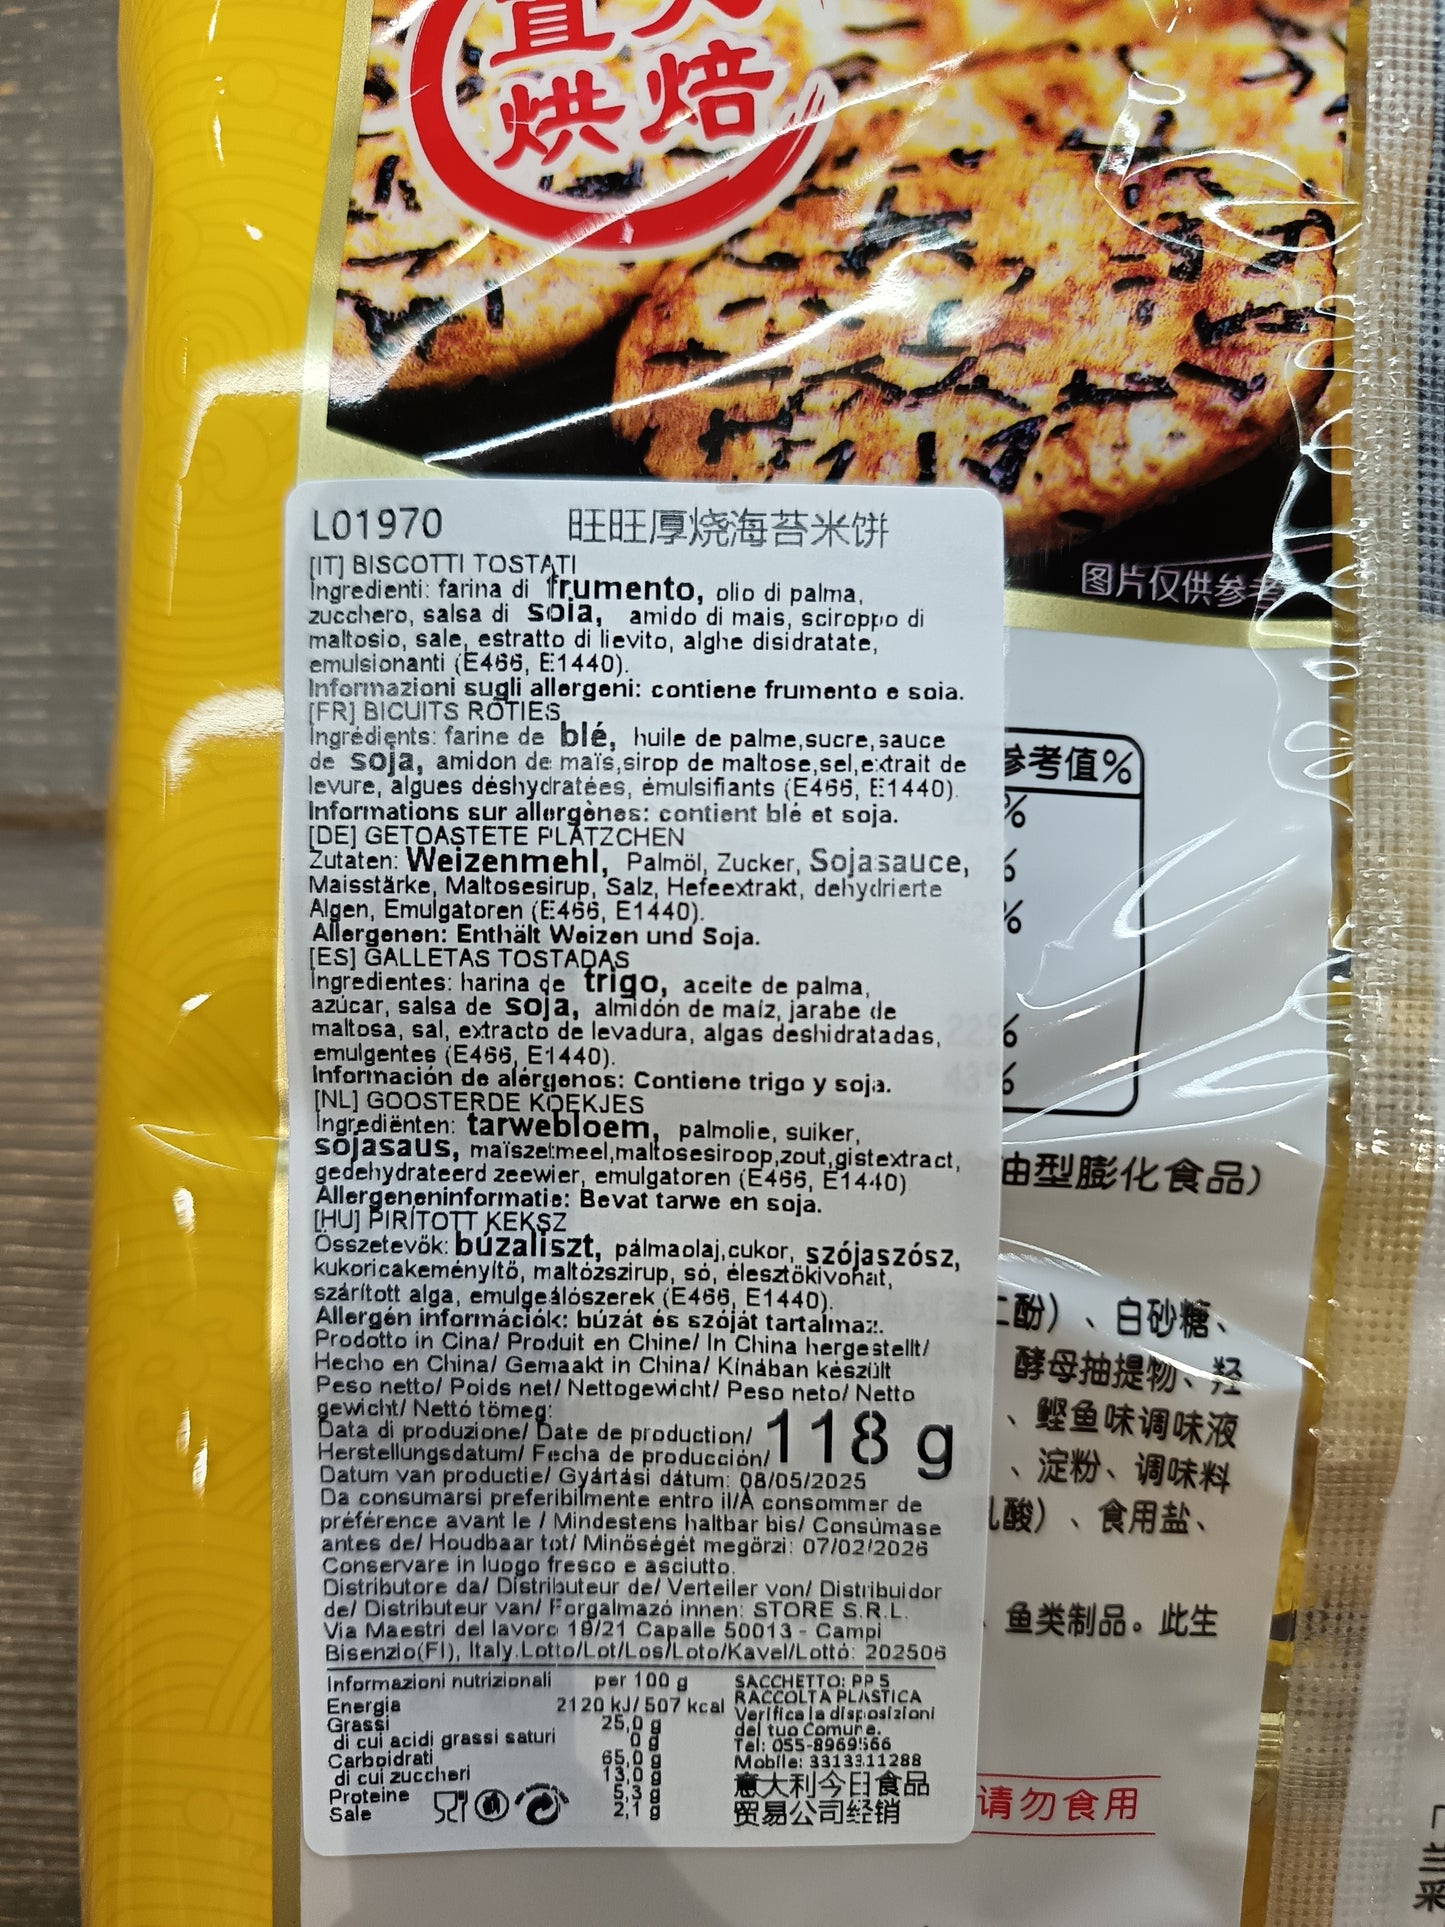 烘焙
图片仅供参考
L01970 旺旺厚烧海苔米饼
[IT] BISCOTTI TOSTATI
Ingredienti: farina di frumento, olio di palma,
zucchero, salsa di soia, amido di mais, sciroppo di
maltosio, sale, estratto di lievito, alghe disidratate,
emulsionanti (E466, E1440).
Informazioni sugli allergeni: contiene frumento e soia.
[FR] BICUITS RÔTIES
Ingrédients: farine de blé, huile de palme,sucre,sauce
de soja, amidon de maïs,sirop de maltose,sel,extrait de
levure, algues déshydratées, émulsifiants (E466, E1440).
Informations sur allergènes: contient blé et soja.
[DE] GETOASTETE PLÄTZCHEN
Zutaten: Weizenmehl, Palmöl, Zucker, Sojasauce,
Maisstärke, Maltosesirup, Salz, Hefeextrakt, dehydrierte
Algen, Emulgatoren (E466, E1440).
Allergenen: Enthält Weizen und Soja.
[ES] GALLETAS TOSTADAS
Ingredientes: harina de trigo, aceite de palma,
azúcar, salsa de soja, almidón de maíz, jarabe de
maltosa, sal, extracto de levadura, algas deshidratadas,
emulgentes (E466, E1440).
Información de alérgenos: Contiene trigo y soja.
[NL] GOOSTERDE KOEKJES
Ingrediënten: tarwebloem, palmolie, suiker,
sojasaus, maïszetmeel,maltosesiroop,zout,gistextract,
gedehydrateerd zeewier, emulgatoren (E466, E1440)
Allergeneninformatie: Bevat tarwe en soja.
[HU] PIRÍTOTT KEKSZ
Összetevők: búzaliszt, pálmaolaj,cukor, szójaszósz,
kukoricakeményítő, maltózszirup, só, élesztőkivonat,
szárított alga, emulgeálószerek (E466, E1440).
Allergén információk: búzát és szóját tartalmaz.
Prodotto in Cina/ Produit en Chine/ In China hergestellt/
Hecho en China/ Gemaakt in China/ Kínában készült
Peso netto/ Poids net/ Nettogewicht/ Peso neto/ Netto
gewicht/ Nettó tömeg: 118 g
Data di produzione/ Date de production/
Herstellungsdatum/ Fecha de producción/
Datum van productie/ Gyártási dátum: 08/05/2025
Da consumarsi preferibilmente entro il/À consommer de
préférence avant le / Mindestens haltbar bis/ Consúmase
antes de/ Houdbaar tot/ Minőségét megőrzi: 07/02/2026
Conservare in luogo fresco e asciutto.
Distributore da/ Distributeur de/ Verteiler von/ Distribuidor
de/ Distributeur van/ Forgalmazó innen: STORE S.R.L.
Via Maestri del lavoro 19/21 Capalle 50013 - Campi
Bisenzio(FI), Italy.Lotto/Lot/Los/Loto/Kavel/Lottó: 202506
Informazioni nutrizionali per 100 g
Energia 2120 kJ/ 507 kcal
Grassi 25,0 g
di cui acidi grassi saturi 0 g
Carboidrati 65,0 g
di cui zuccheri 13,0 g
Proteine 5,3 g
Sale 2,1 g
SACCHETTO: PP 5
RACCOLTA PLASTICA
Verifica la disposizioni
del tuo Comune.
Tel: 055-8969566
Mobile: 3313311288
意大利今日食品
贸易公司经销
参考值%
%
%
%
%
%
油型膨化食品)
二酚）、白砂糖、
酵母抽提物、羟
、鲣鱼味调味液
、淀粉、调味料
乳酸）、食用盐、
、鱼类制品。此生
请勿食用